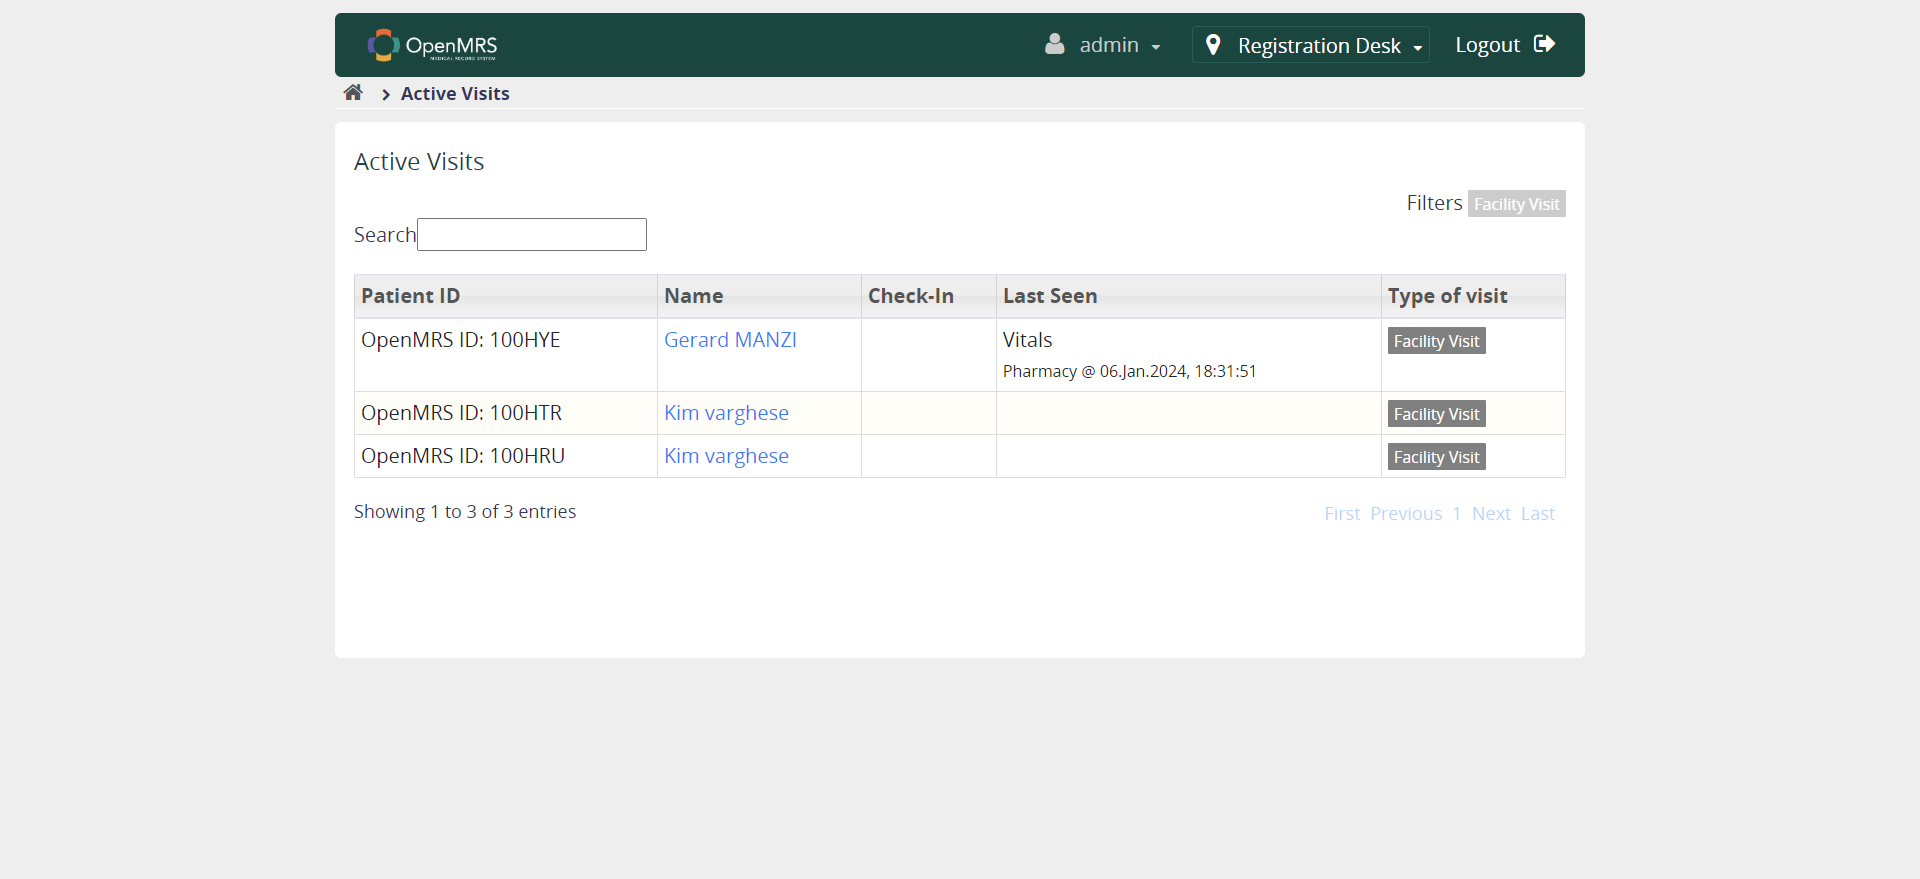 OpenMRS
MEDICAL RECORD SYSTEM
admin
Registration Desk
Logout
Active Visits
Active Visits
Filters Facility Visit
Search
Patient ID Name Check-In Last Seen Type of visit
OpenMRS ID: 100HYE Gerard MANZI Vitals Facility Visit
Pharmacy @ 06.Jan.2024, 18:31:51
OpenMRS ID: 100HTR Kim varghese Facility Visit
OpenMRS ID: 100HRU Kim varghese Facility Visit
Showing 1 to 3 of 3 entries
First Previous 1 Next Last